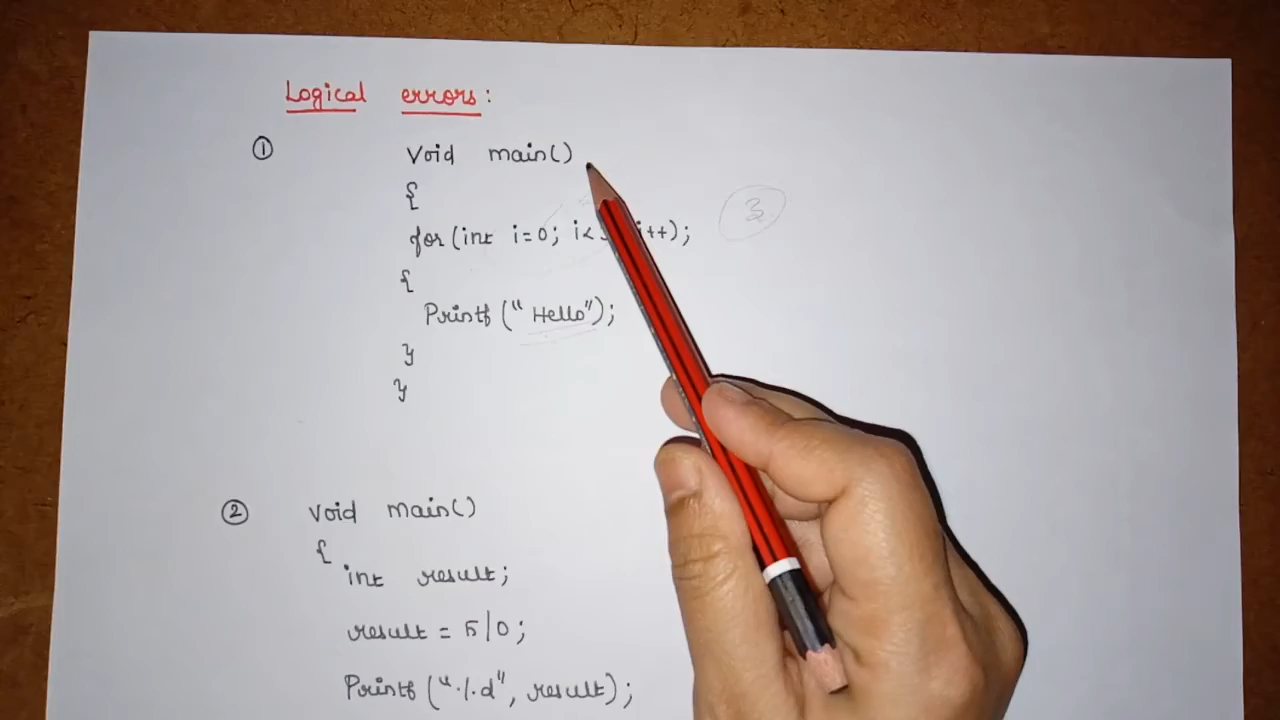 Logical errors:
① Void main()
{
for(int i=0; i< i++);
{
Printf ("Hello");
}
}
3
② Void main()
{
int result;
result = 5/0;
Printf ("%d", result);